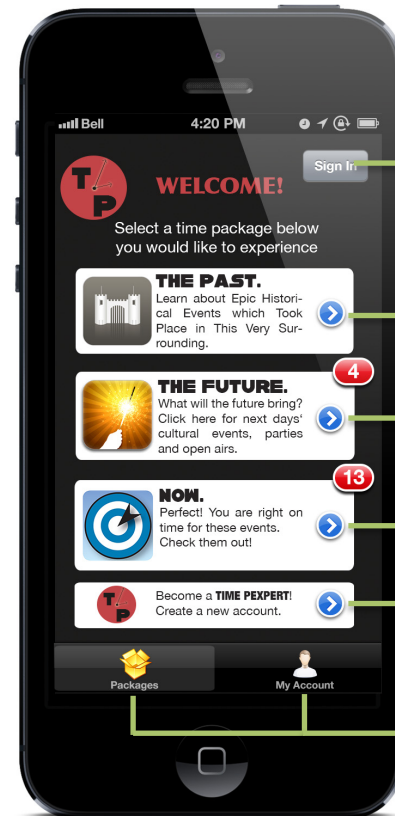 Bell 4:20 PM
Sign In
T P
WELCOME!
Select a time package below
you would like to experience
THE PAST.
Learn about Epic Histori-
cal Events which Took
Place in This Very Sur-
rounding.
4
THE FUTURE.
What will the future bring?
Click here for next days'
cultural events, parties
and open airs.
13
NOW.
Perfect! You are right on
time for these events.
Check them out!
T P
Become a TIME PEXPERT!
Create a new account.
Packages My Account